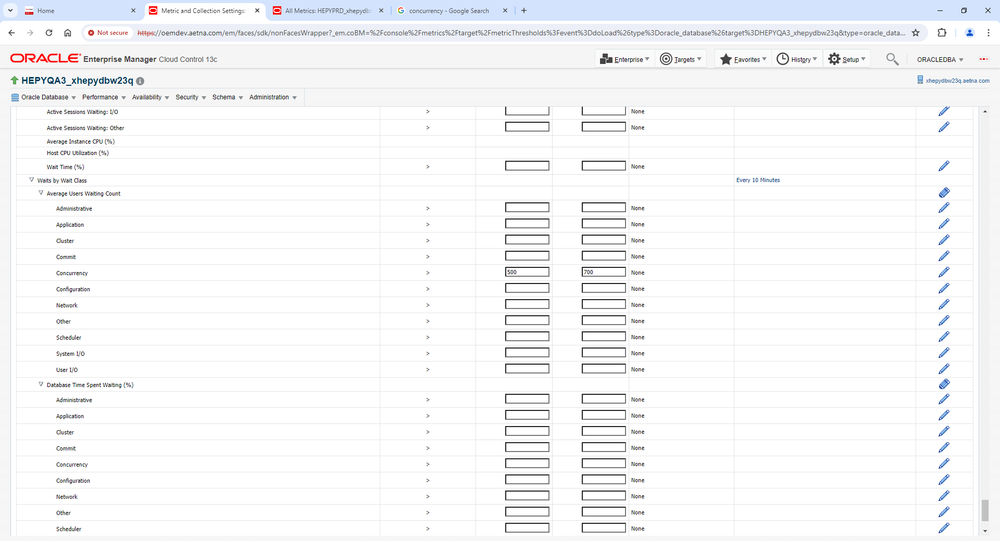 Home
Metric and Collection Settings:
All Metrics: HEPYPRD_xhepydbn
concurrency - Google Search
Not secure
https://oemdev.aetna.com/em/faces/sdk/nonFacesWrapper?_em.coBM=%2Fconsole%2Fmetrics%2Ftarget%2FmetricThresholds%3Fevent%3DdoLoad%26type%3Doracle_database%26target%3DHEPYQA3_xhepydbw23q&type=oracle_data...
ORACLE Enterprise Manager Cloud Control 13c
Enterprise
Targets
Favorites
History
Setup
ORACLEDBA
HEPYQA3_xhepydbw23q
xhepydbw23q.aetna.com
Oracle Database Performance Availability Security Schema Administration
Active Sessions Waiting: I/O > None
Active Sessions Waiting: Other > None
Average Instance CPU (%)
Host CPU Utilization (%)
Wait Time (%) > None
Waits by Wait Class Every 10 Minutes
Average Users Waiting Count
Administrative > None
Application > None
Cluster > None
Commit > None
Concurrency > 500 700 None
Configuration > None
Network > None
Other > None
Scheduler > None
System I/O > None
User I/O > None
Database Time Spent Waiting (%)
Administrative > None
Application > None
Cluster > None
Commit > None
Concurrency > None
Configuration > None
Network > None
Other > None
Scheduler > None